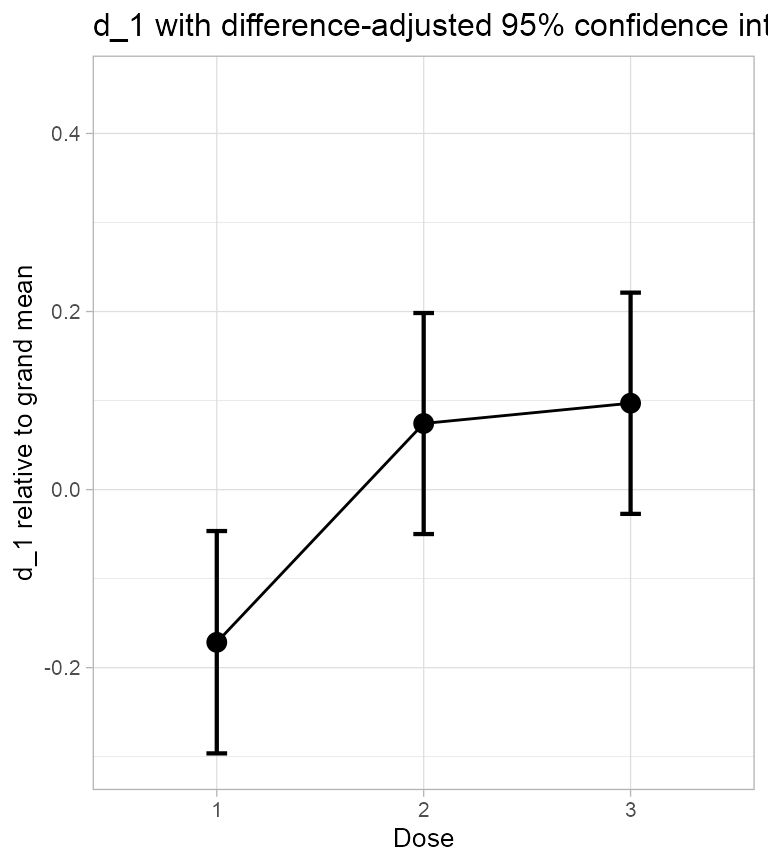 d_1 with difference-adjusted 95% confidence int
d_1 relative to grand mean
0.4
0.2
0.0
-0.2
1 2 3
Dose